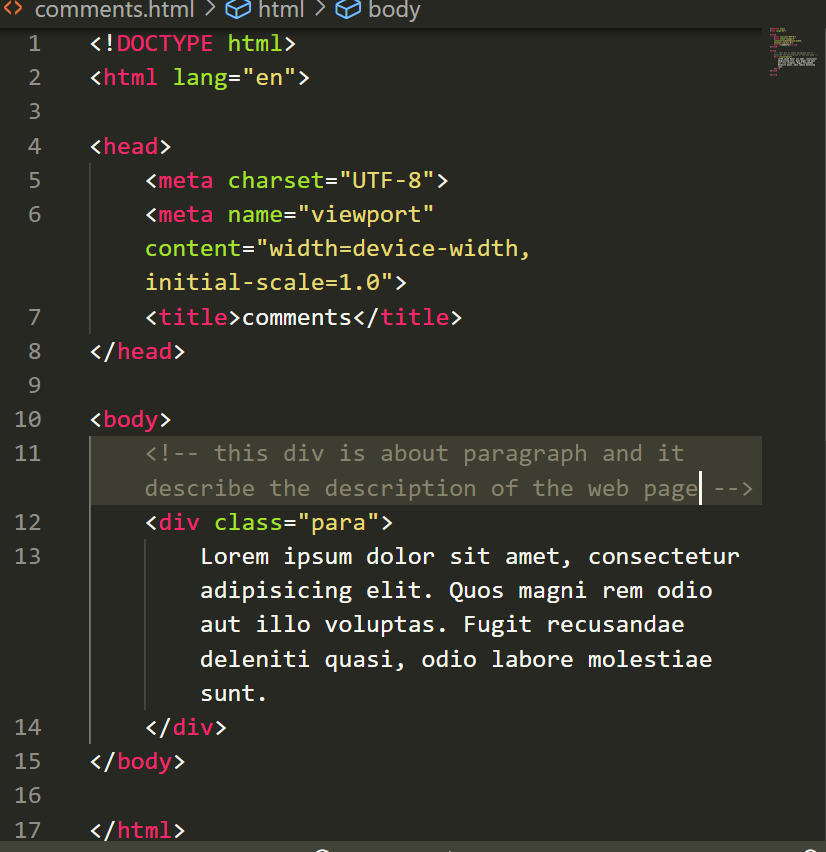 comments.html > html > body
1 <!DOCTYPE html>
2 <html lang="en">
3
4 <head>
5 <meta charset="UTF-8">
6 <meta name="viewport"
content="width=device-width,
initial-scale=1.0">
7 <title>comments</title>
8 </head>
9
10 <body>
11 <!-- this div is about paragraph and it
describe the description of the web page -->
12 <div class="para">
13 Lorem ipsum dolor sit amet, consectetur
adipisicing elit. Quos magni rem odio
aut illo voluptas. Fugit recusandae
deleniti quasi, odio labore molestiae
sunt.
14 </div>
15 </body>
16
17 </html>